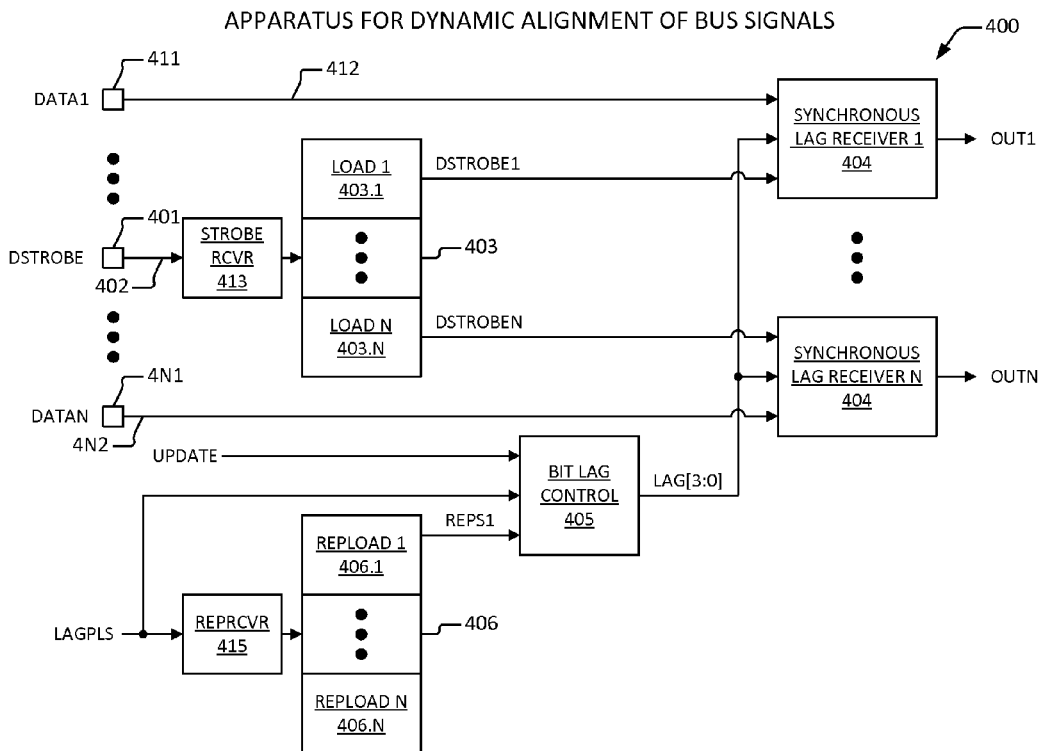 APPARATUS FOR DYNAMIC ALIGNMENT OF BUS SIGNALS
400
411
412
DATA1
SYNCHRONOUS
LAG RECEIVER 1
404
OUT1
LOAD 1
403.1
DSTROBE1
401
DSTROBE
402
STROBE
RCVR
413
403
LOAD N
403.N
DSTROBEN
4N1
DATAN
4N2
SYNCHRONOUS
LAG RECEIVER N
404
OUTN
UPDATE
BIT LAG
CONTROL
405
LAG[3:0]
REPS1
REPLOAD 1
406.1
LAGPLS
REPRCVR
415
406
REPLOAD N
406.N